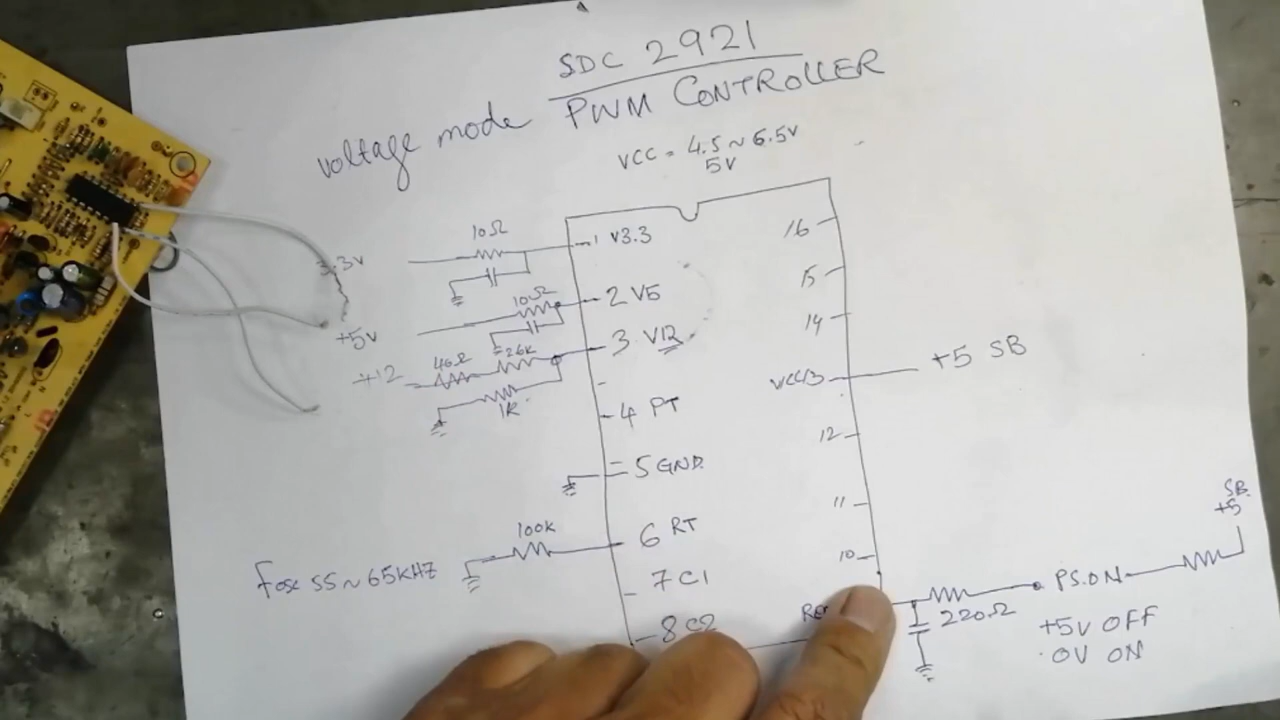 SDC 2921
voltage mode PWM CONTROLLER
VCC = 4.5 ~ 6.5V
5V
10Ω
1 V3.3
16
3.3V
15
10Ω
2 V5
14
+5V
3 V12
26K
+12
1K
VCC 13
+5 SB
4 PT
12
5 GND
11
SB
+5
100K
6 RT
10
Fosc 55 ~ 65KHZ
7 C1
PS.ON
220Ω
8 C2
+5V OFF
0V ON